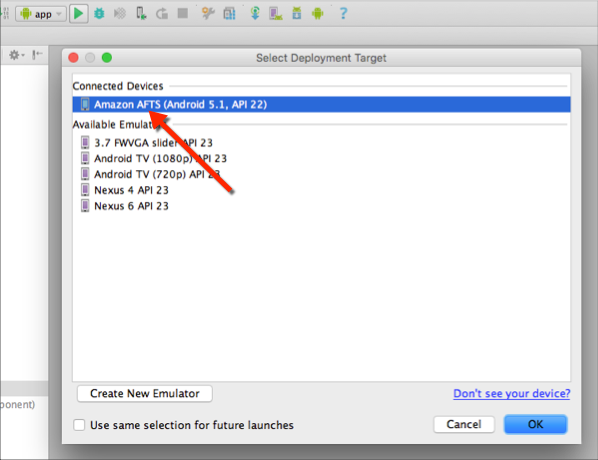 app
?
Select Deployment Target
Connected Devices
Amazon AFTS (Android 5.1, API 22)
Available Emulat
3.7 FWVGA slider API 23
Android TV (1080p) API 23
Android TV (720p) API 23
Nexus 4 API 23
Nexus 6 API 23
Create New Emulator
Don't see your device?
ponent)
Use same selection for future launches
Cancel
OK